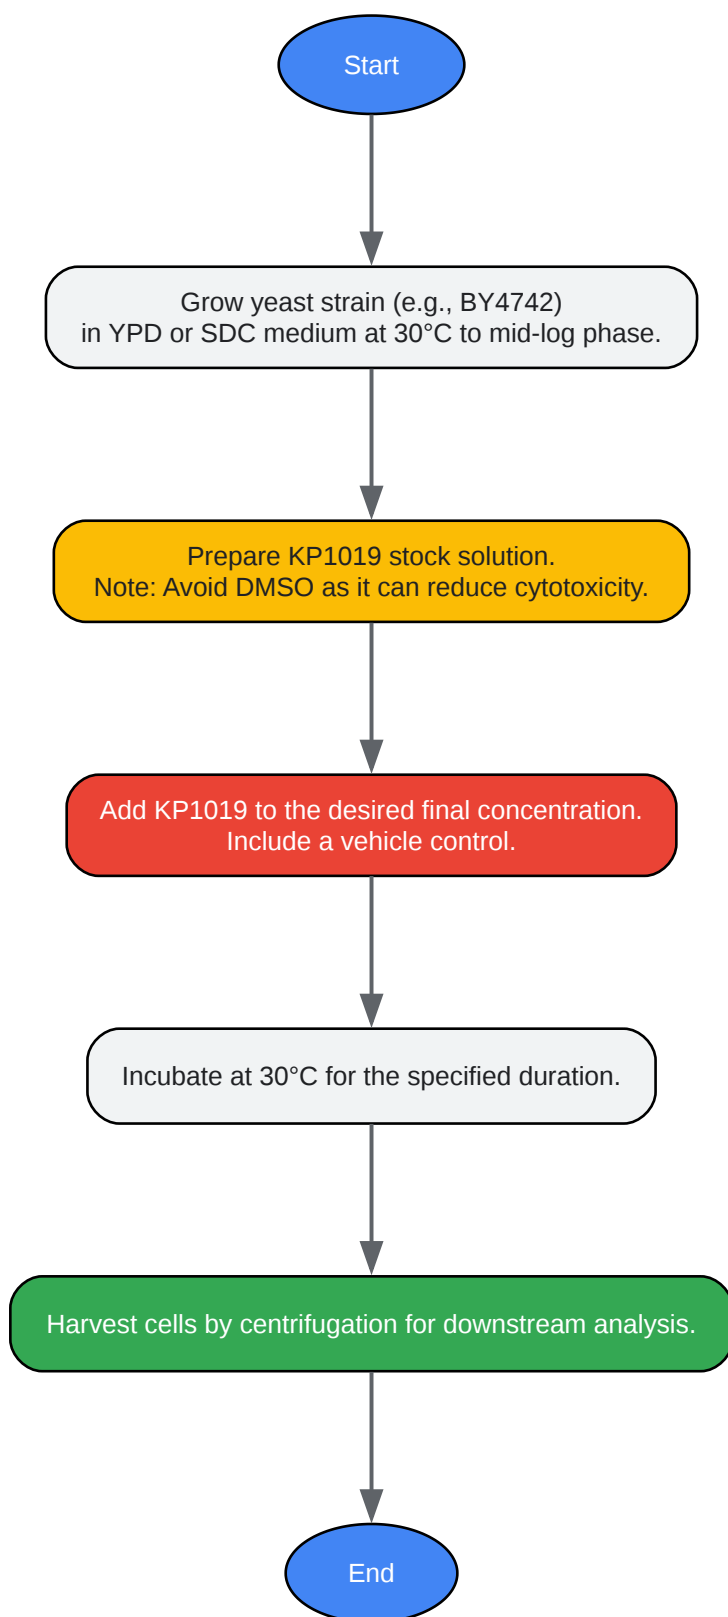 Start
Grow yeast strain (e.g., BY4742)
in YPD or SDC medium at 30°C to mid-log phase.
Prepare KP1019 stock solution.
Note: Avoid DMSO as it can reduce cytotoxicity.
Add KP1019 to the desired final concentration.
Include a vehicle control.
Incubate at 30°C for the specified duration.
Harvest cells by centrifugation for downstream analysis.
End